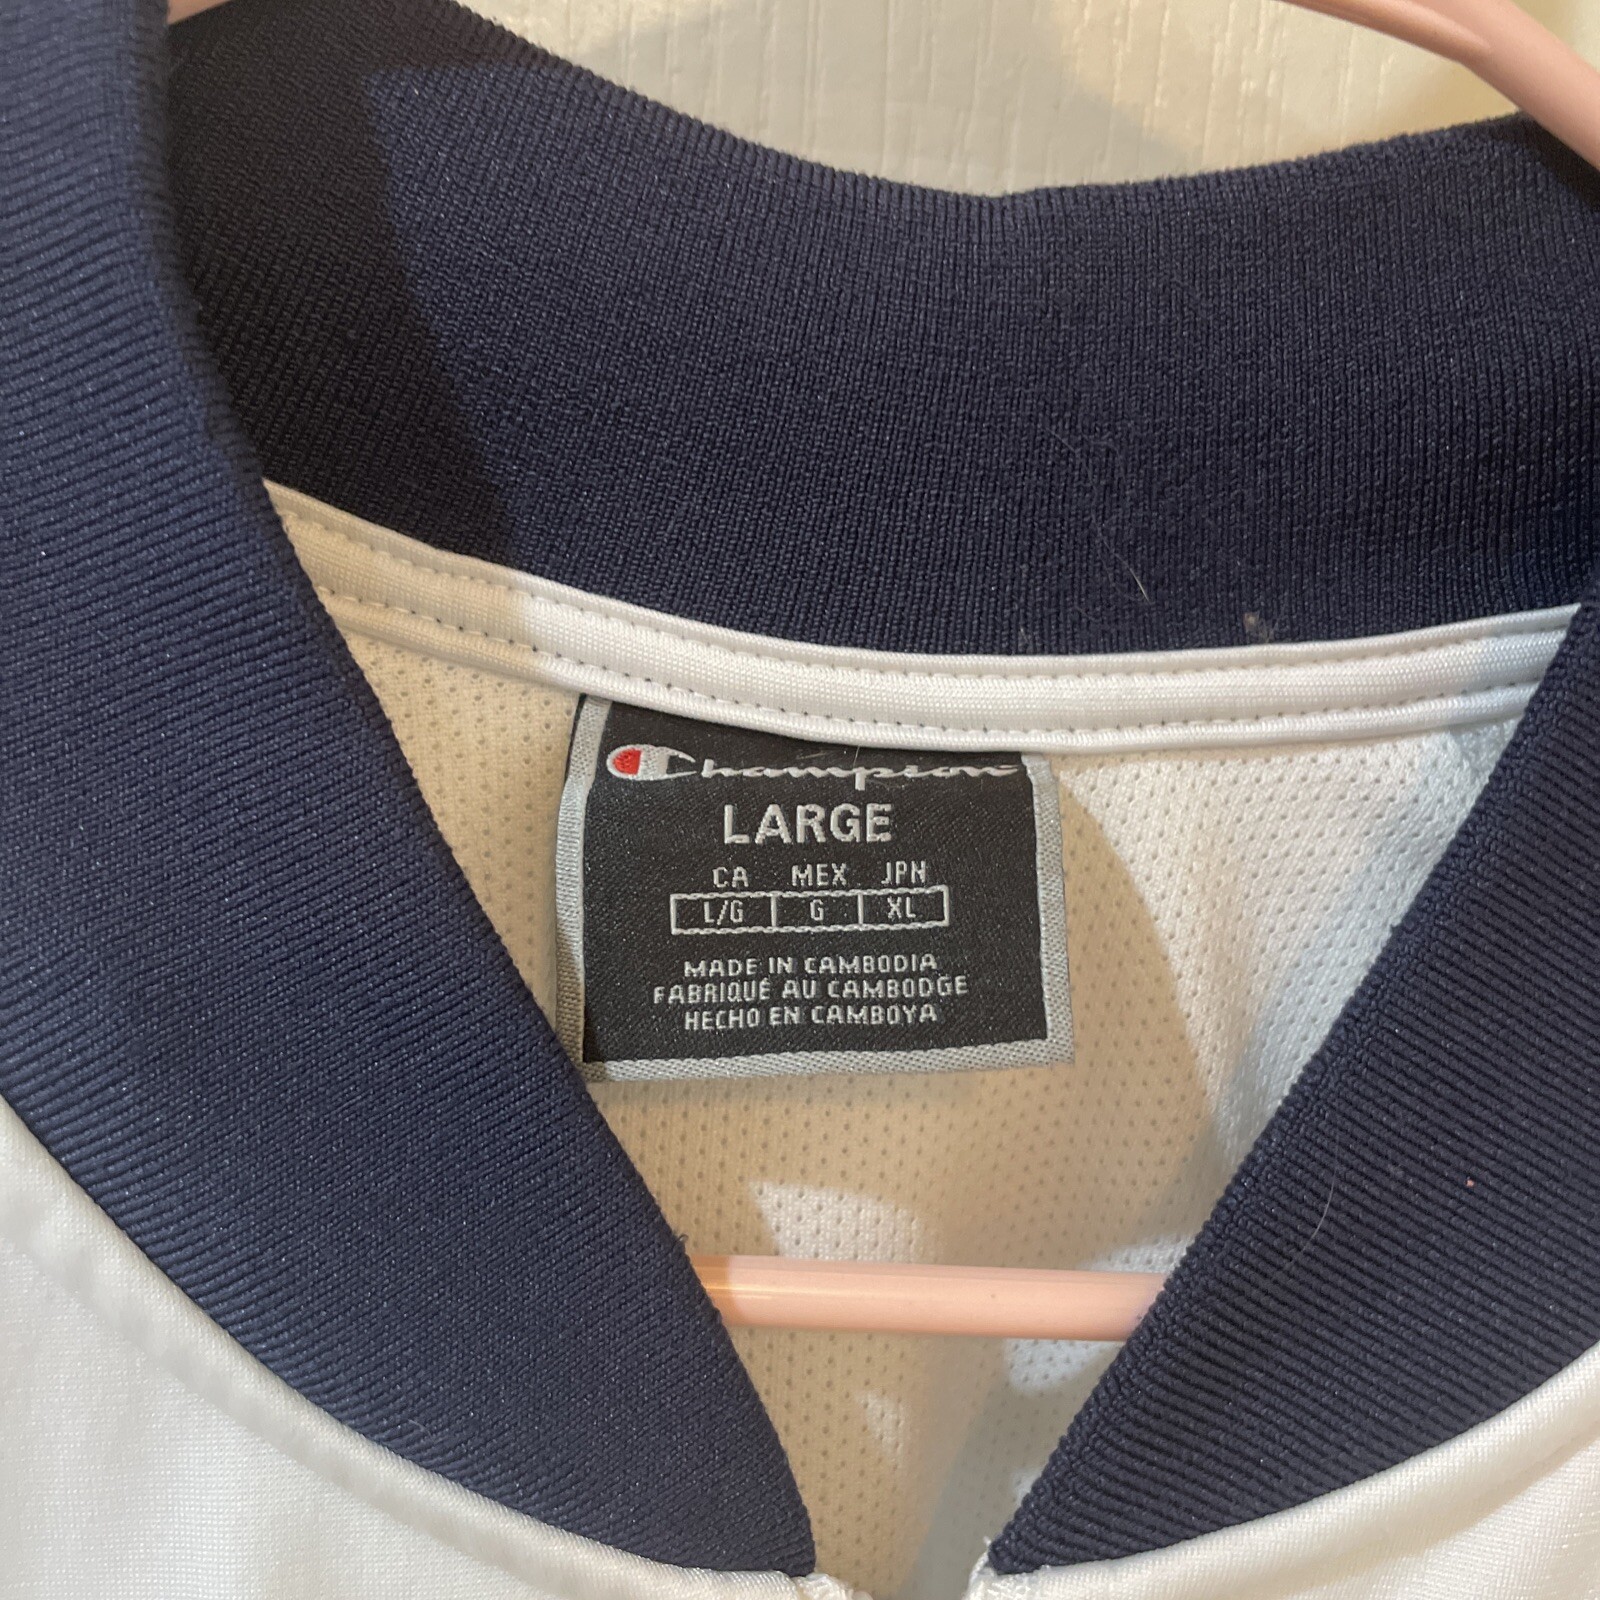 Champion
LARGE
CA MEX JPN
L/G G XL
MADE IN CAMBODIA
FABRIQUÉ AU CAMBODGE
HECHO EN CAMBOYA